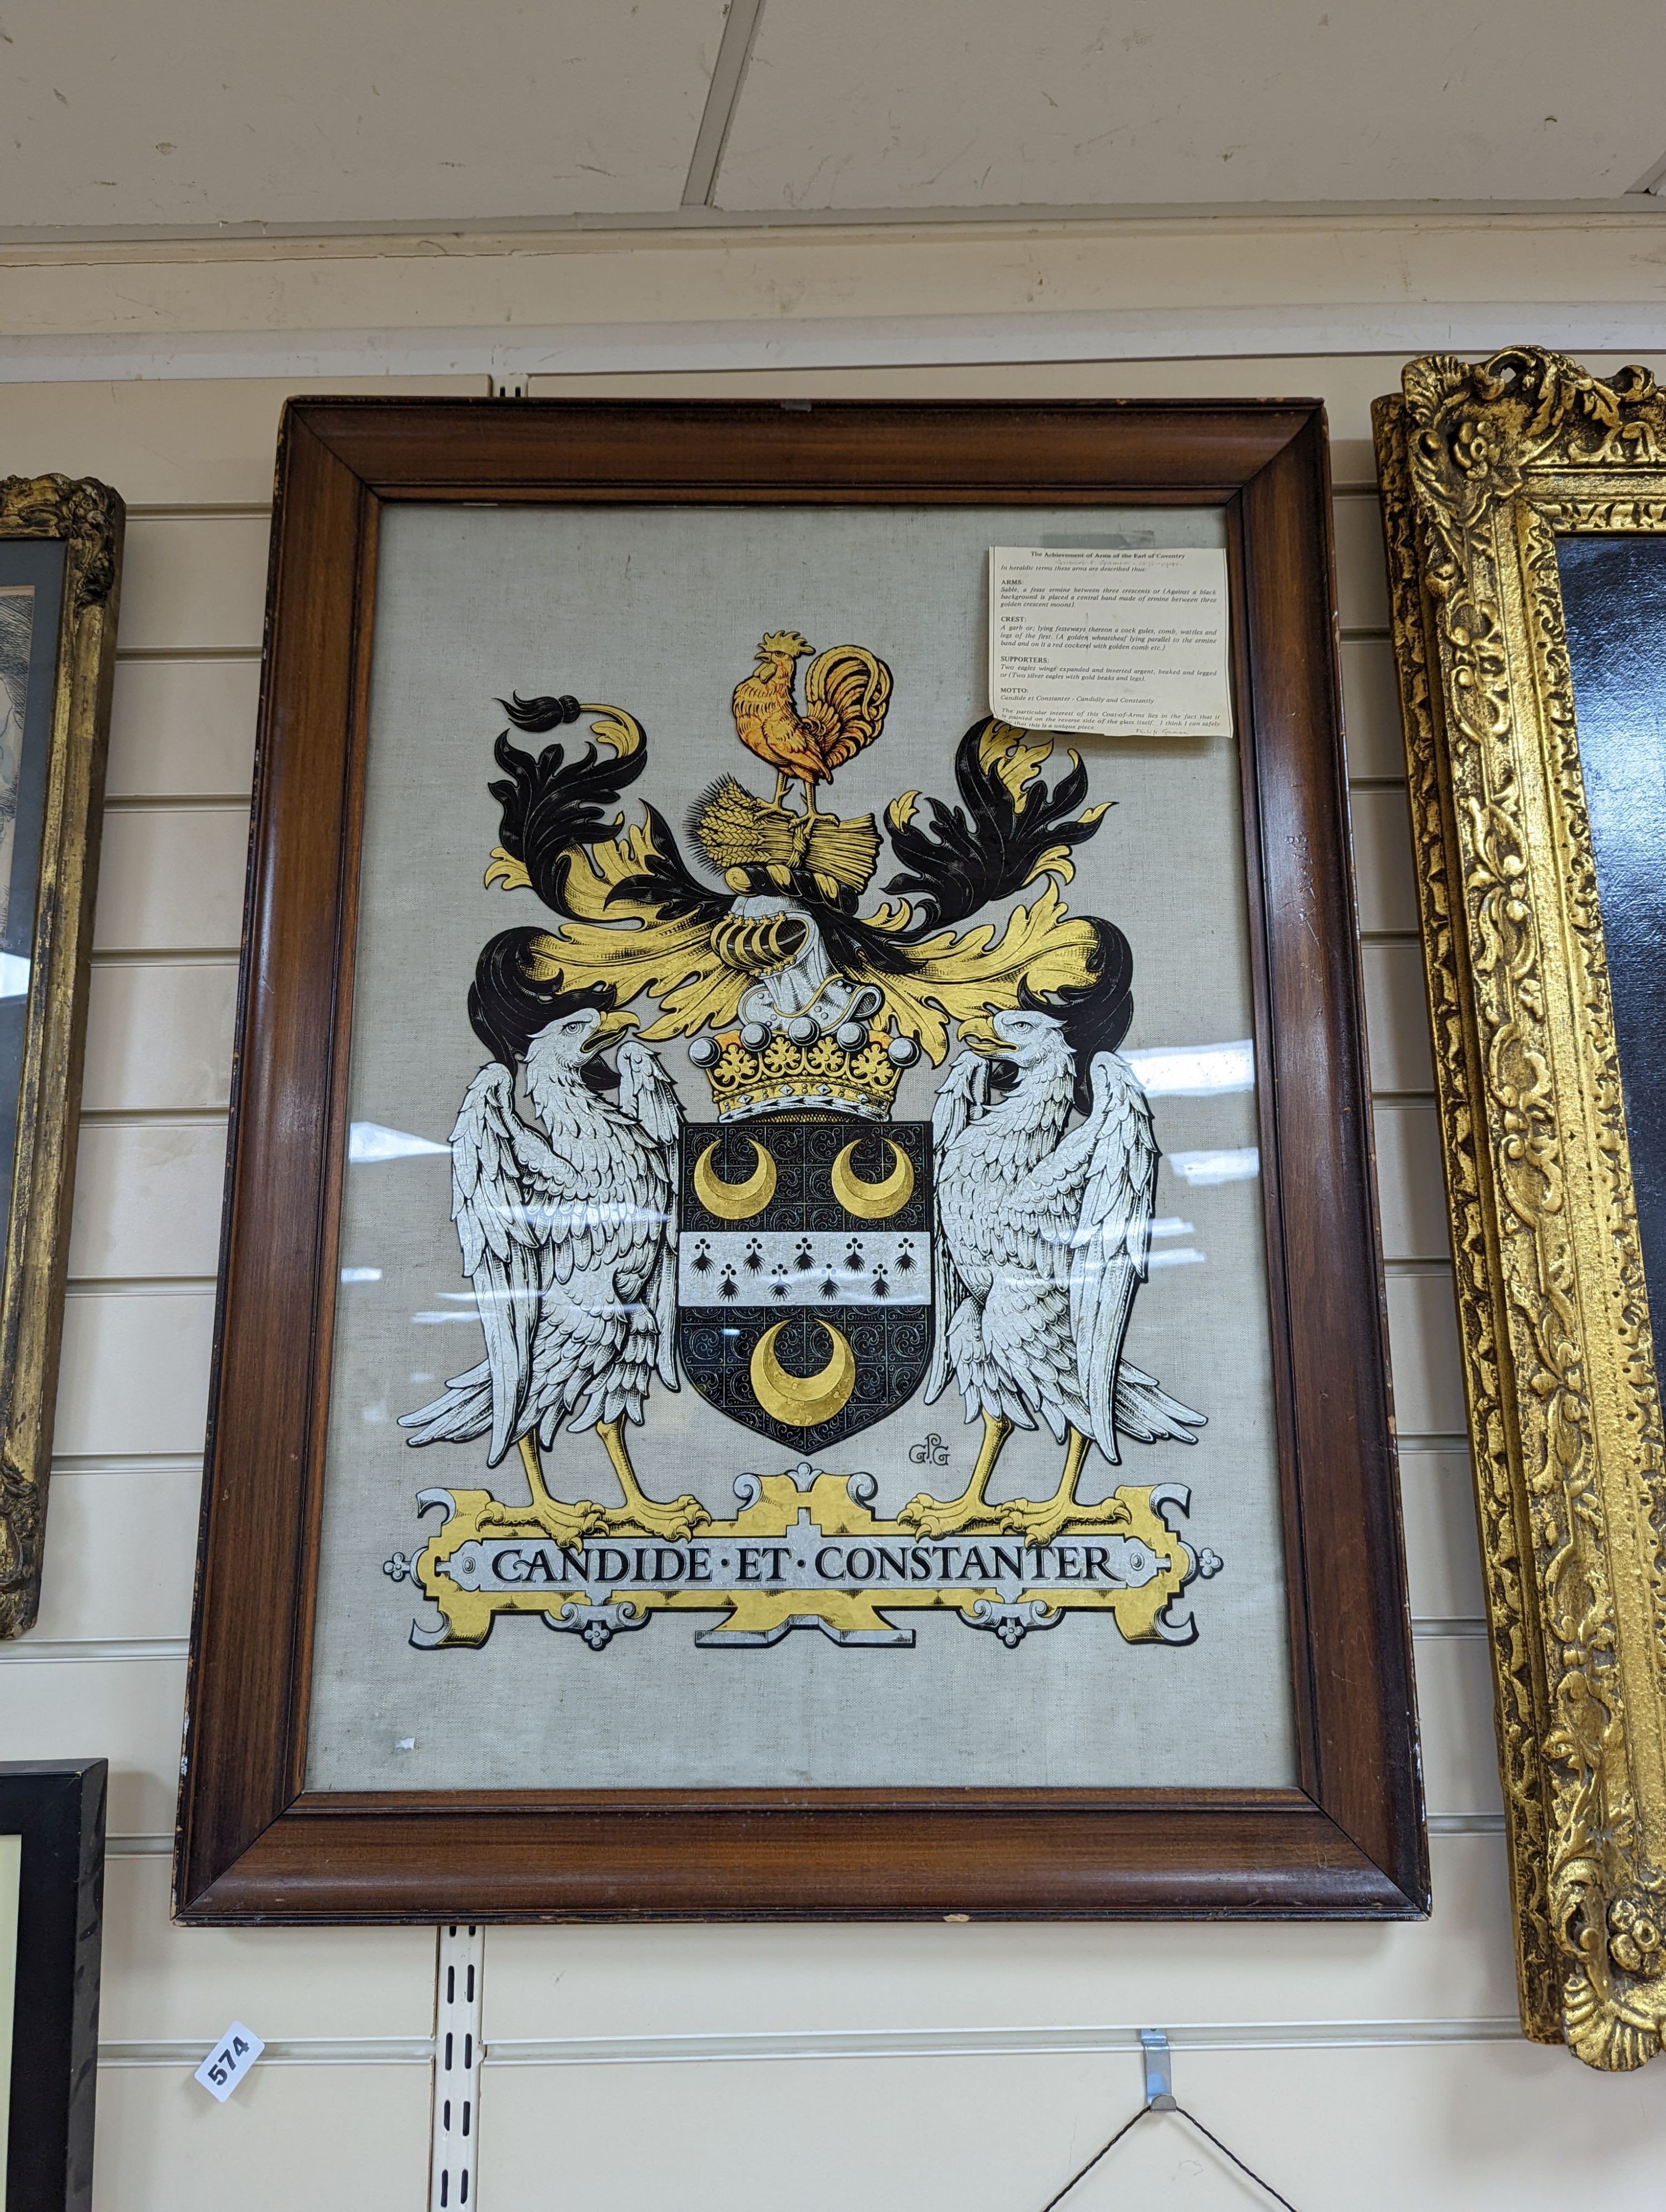 The Achievement of Arms of the Earl of Coventry
In heraldic terms these arms are described thus:
ARMS:
Sable, a fesse ermine between three crescents or (Against a black
background is placed a central band made of ermine between three
golden crescent moons)
CREST:
A garb or; lying fesseways thereon a cock gules, comb, wattles and
legs of the first. (A golden wheatsheaf lying parallel to the ermine
band and on it a red cockerel with golden comb etc.)
SUPPORTERS:
Two eagles wings expanded and inverted argent, beaked and legged
or (Two silver eagles with gold beaks and legs).
MOTTO:
Candide et Constanter - Candidly and Constantly.
The particular interest of this Coat-of-Arms lies in the fact that it
is painted on the reverse side of the glass itself. I think I can safely
that this is a unique piece.
Philip
GPG
CANDIDE · ET · CONSTANTER
574